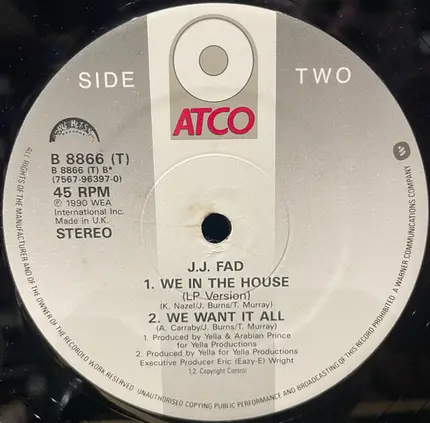 SIDE TWO
ATCO
RUTHLESS
B 8866 (T)
B 8866 (T) B*
(7567-96397-0)
45 RPM
℗ 1990 WEA
International Inc.
Made in U.K.
STEREO
J.J. FAD
1. WE IN THE HOUSE
(LP Version)
(K. Nazel/J. Burns/T. Murray)
2. WE WANT IT ALL
(A. Carraby/J. Burns/T. Murray)
1. Produced by Yella & Arabian Prince
for Yella Productions
2. Produced by Yella for Yella Productions
Executive Producer Eric (Eazy-E) Wright
1,2. Copyright Control
ALL RIGHTS OF THE MANUFACTURER AND OF THE OWNER OF THE RECORDED WORK RESERVED UNAUTHORISED COPYING PUBLIC PERFORMANCE AND BROADCASTING OF THIS RECORD PROHIBITED A WARNER COMMUNICATIONS COMPANY